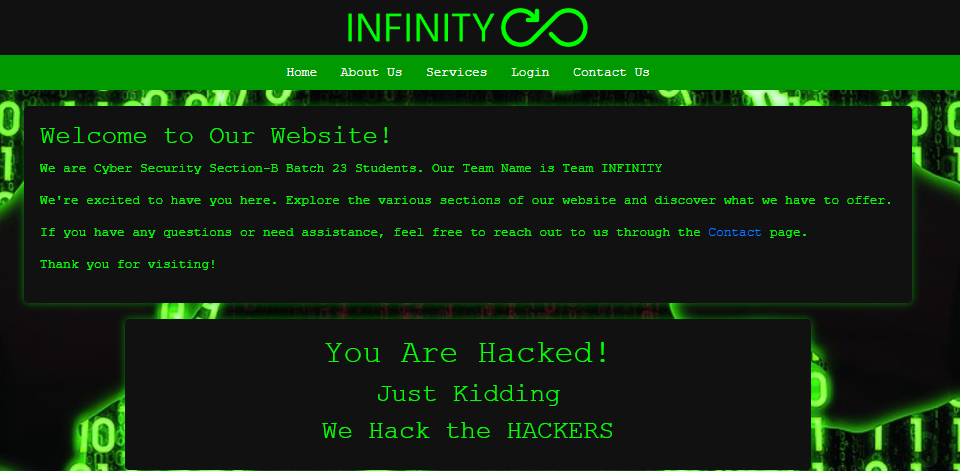 INFINITY
Home About Us Services Login Contact Us
Welcome to Our Website!
We are Cyber Security Section-B Batch 23 Students. Our Team Name is Team INFINITY
We're excited to have you here. Explore the various sections of our website and discover what we have to offer.
If you have any questions or need assistance, feel free to reach out to us through the Contact page.
Thank you for visiting!
You Are Hacked!
Just Kidding
We Hack the HACKERS